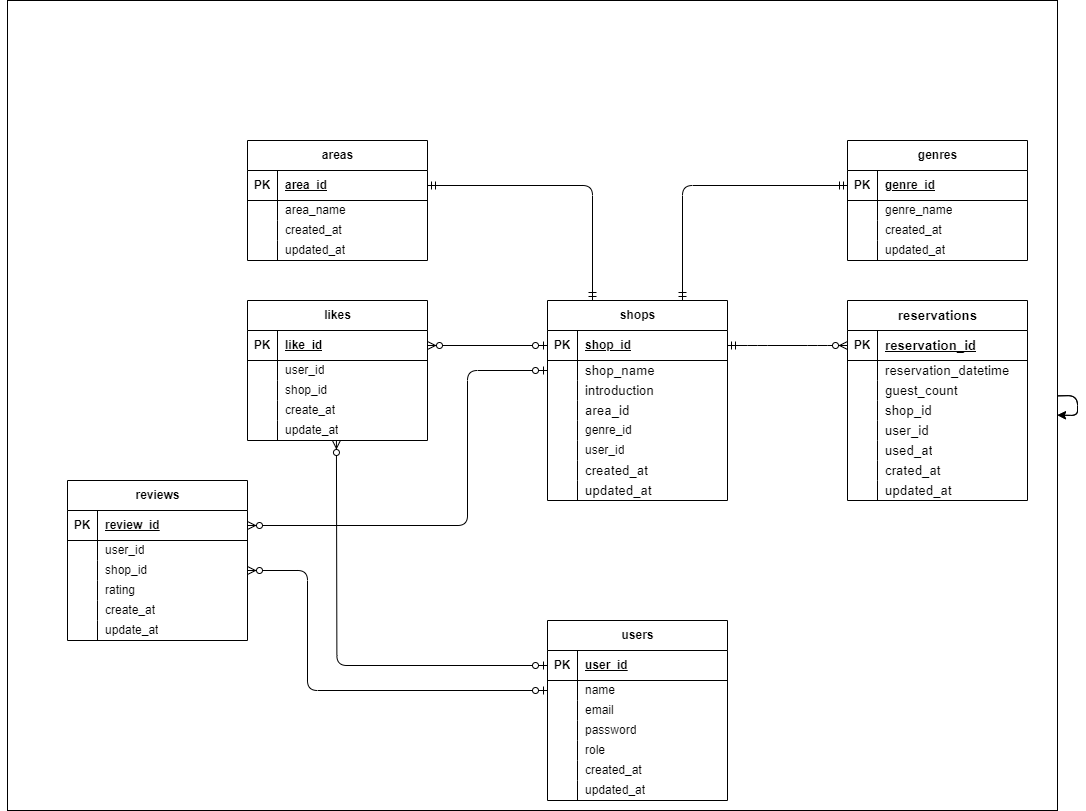 areas
PK area_id
area_name
created_at
updated_at
genres
PK genre_id
genre_name
created_at
updated_at
likes
PK like_id
user_id
shop_id
create_at
update_at
shops
PK shop_id
shop_name
introduction
area_id
genre_id
user_id
created_at
updated_at
reservations
PK reservation_id
reservation_datetime
guest_count
shop_id
user_id
used_at
crated_at
updated_at
reviews
PK review_id
user_id
shop_id
rating
create_at
update_at
users
PK user_id
name
email
password
role
created_at
updated_at